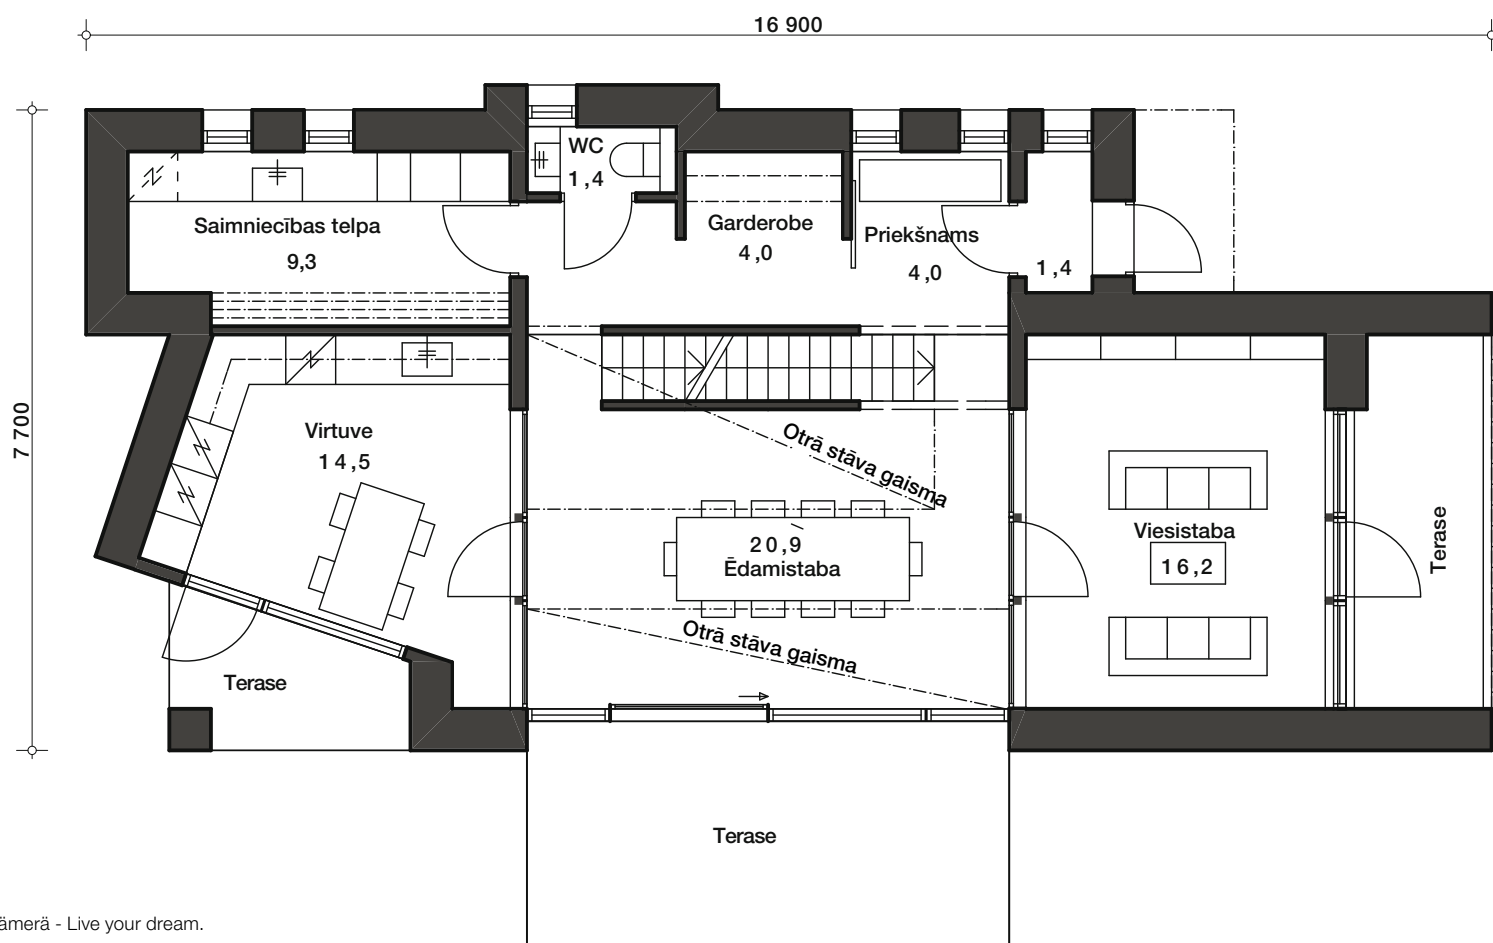 16 900
WC
1,4
Saimniecības telpa
9,3
Garderobe
4,0
Priekšnams
4,0
1,4
7 700
Virtuve
14,5
Otrā stāva gaisma
20,9
Ēdamistaba
Viesistaba
16,2
Terase
Otrā stāva gaisma
Terase
Terase
ämerä - Live your dream.